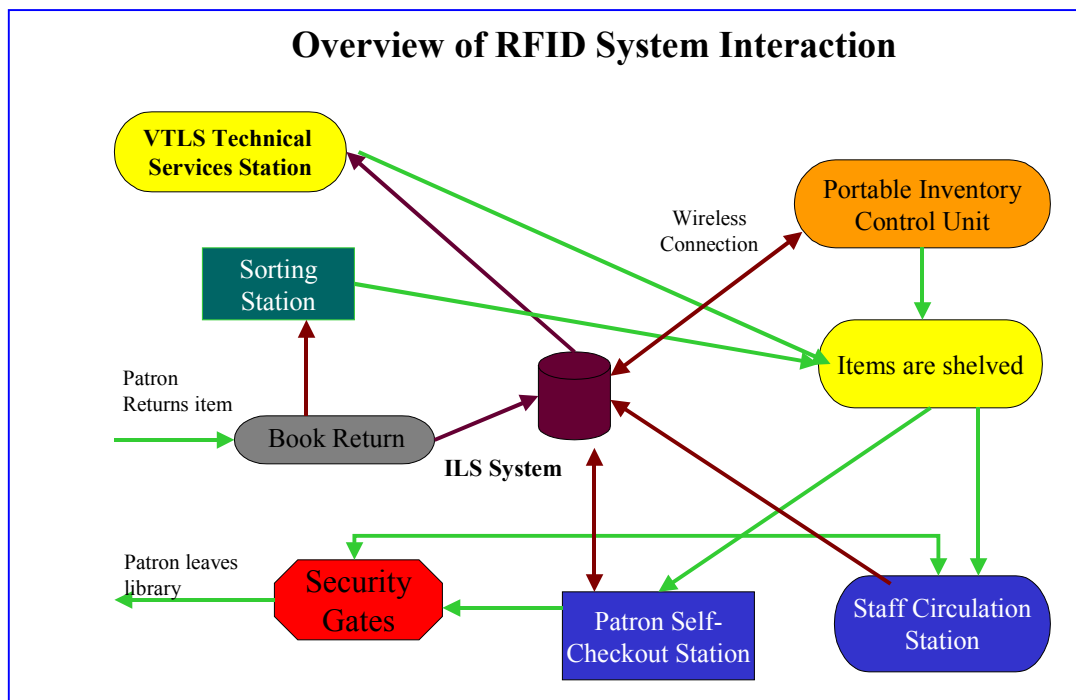 Overview of RFID System Interaction
VTLS Technical
Services Station
Portable Inventory
Control Unit
Wireless
Connection
Sorting
Station
Items are shelved
Patron
Returns item
Book Return
ILS System
Patron leaves
library
Security
Gates
Patron Self-
Checkout Station
Staff Circulation
Station